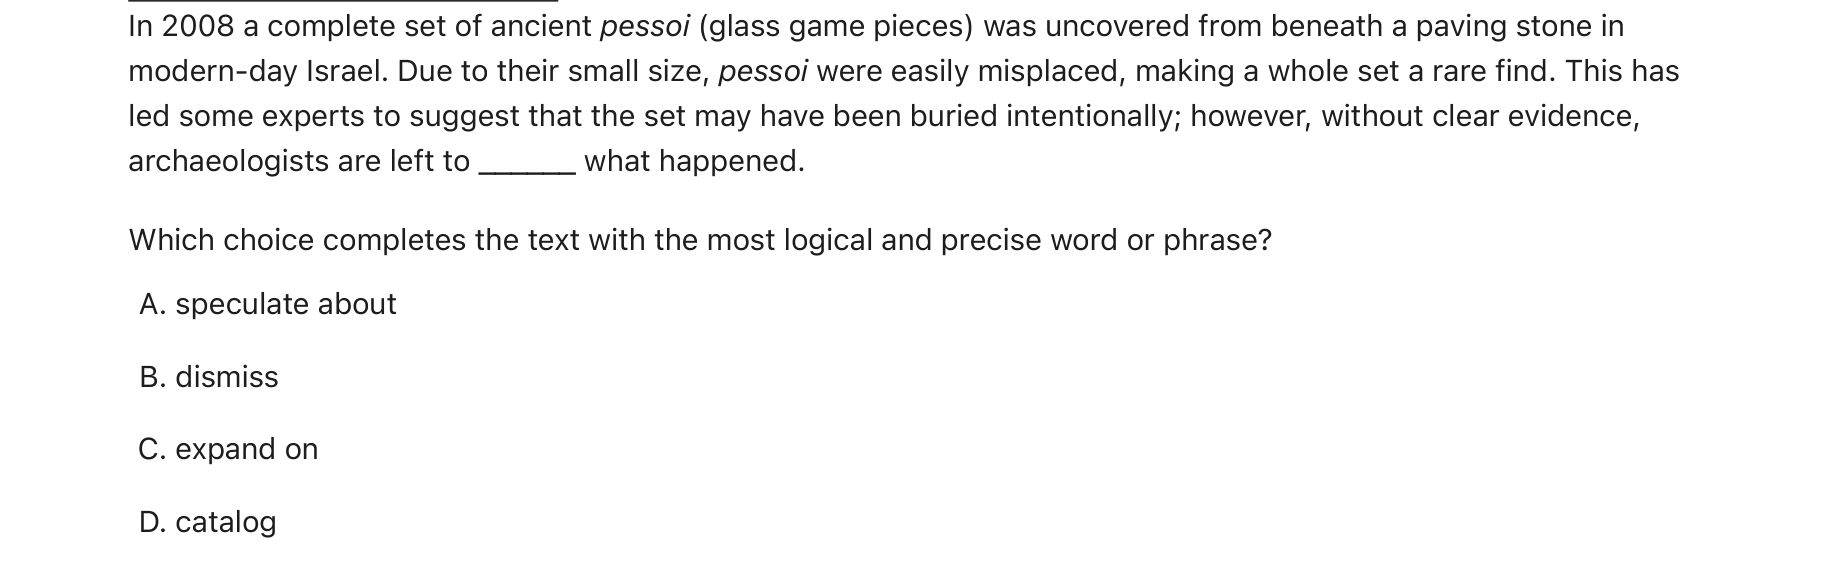 In 2008 a complete set of ancient pessoi (glass game pieces) was uncovered from beneath a paving stone in
modern-day Israel. Due to their small size, pessoi were easily misplaced, making a whole set a rare find. This has
led some experts to suggest that the set may have been buried intentionally; however, without clear evidence,
archaeologists are left to ______ what happened.
Which choice completes the text with the most logical and precise word or phrase?
A. speculate about
B. dismiss
C. expand on
D. catalog